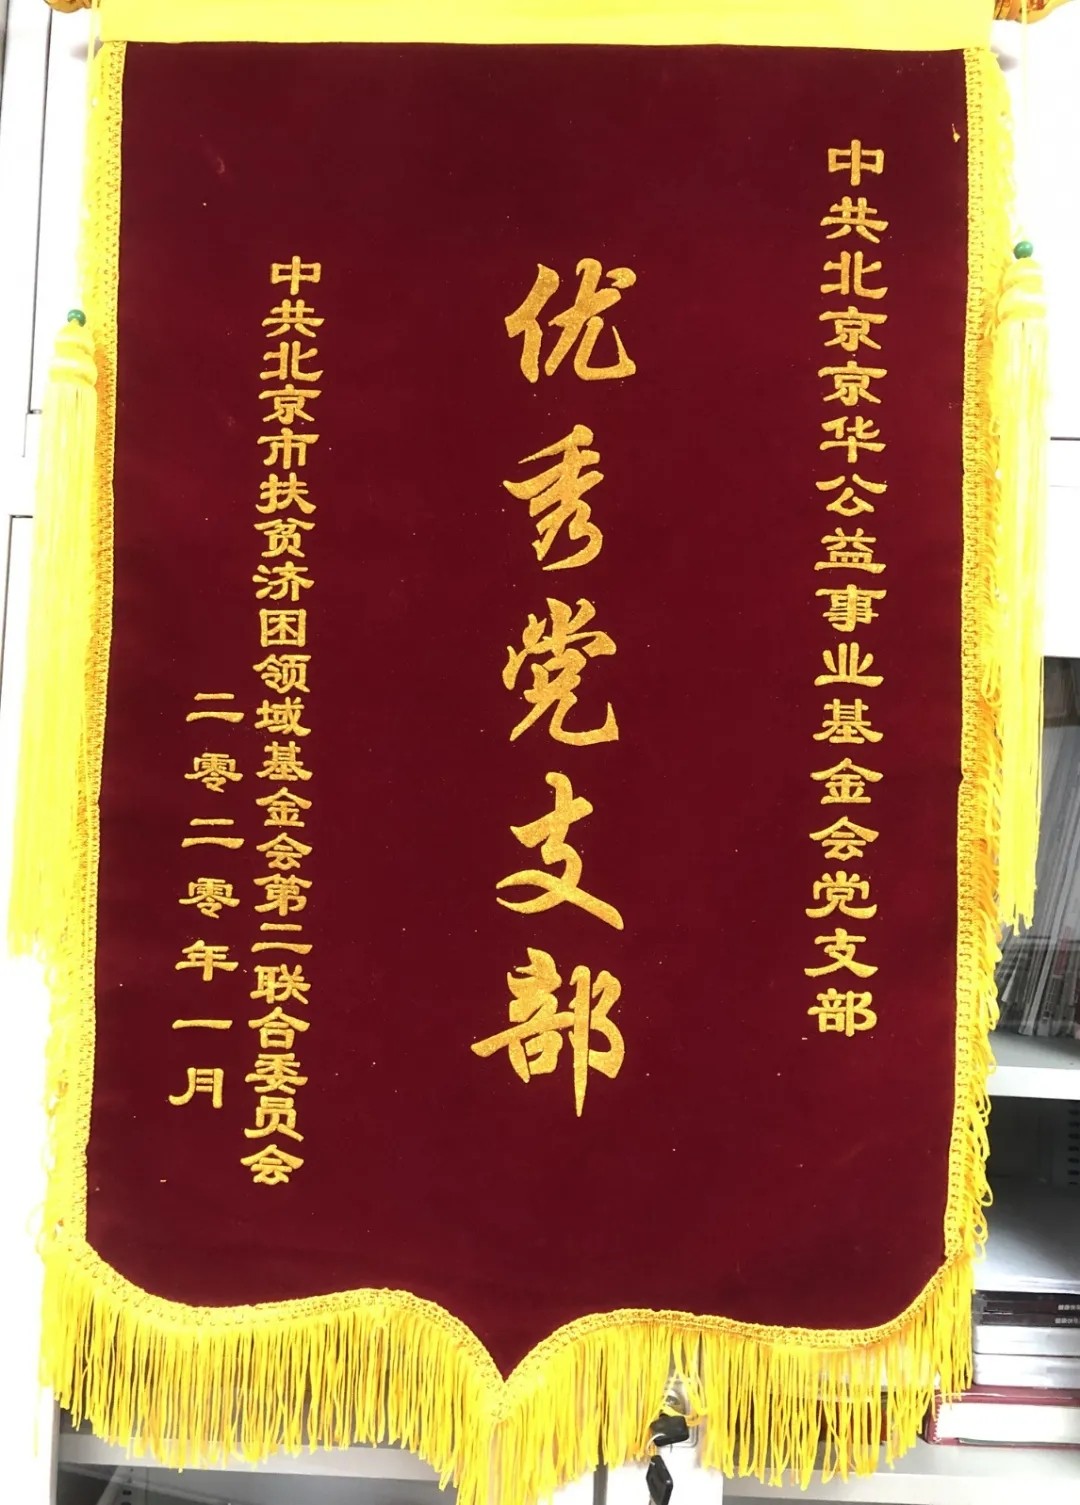 中共北京京华公益事业基金会党支部
优秀党支部
中共北京市扶贫济困领域基金会第二联合委员会
二零二零年一月